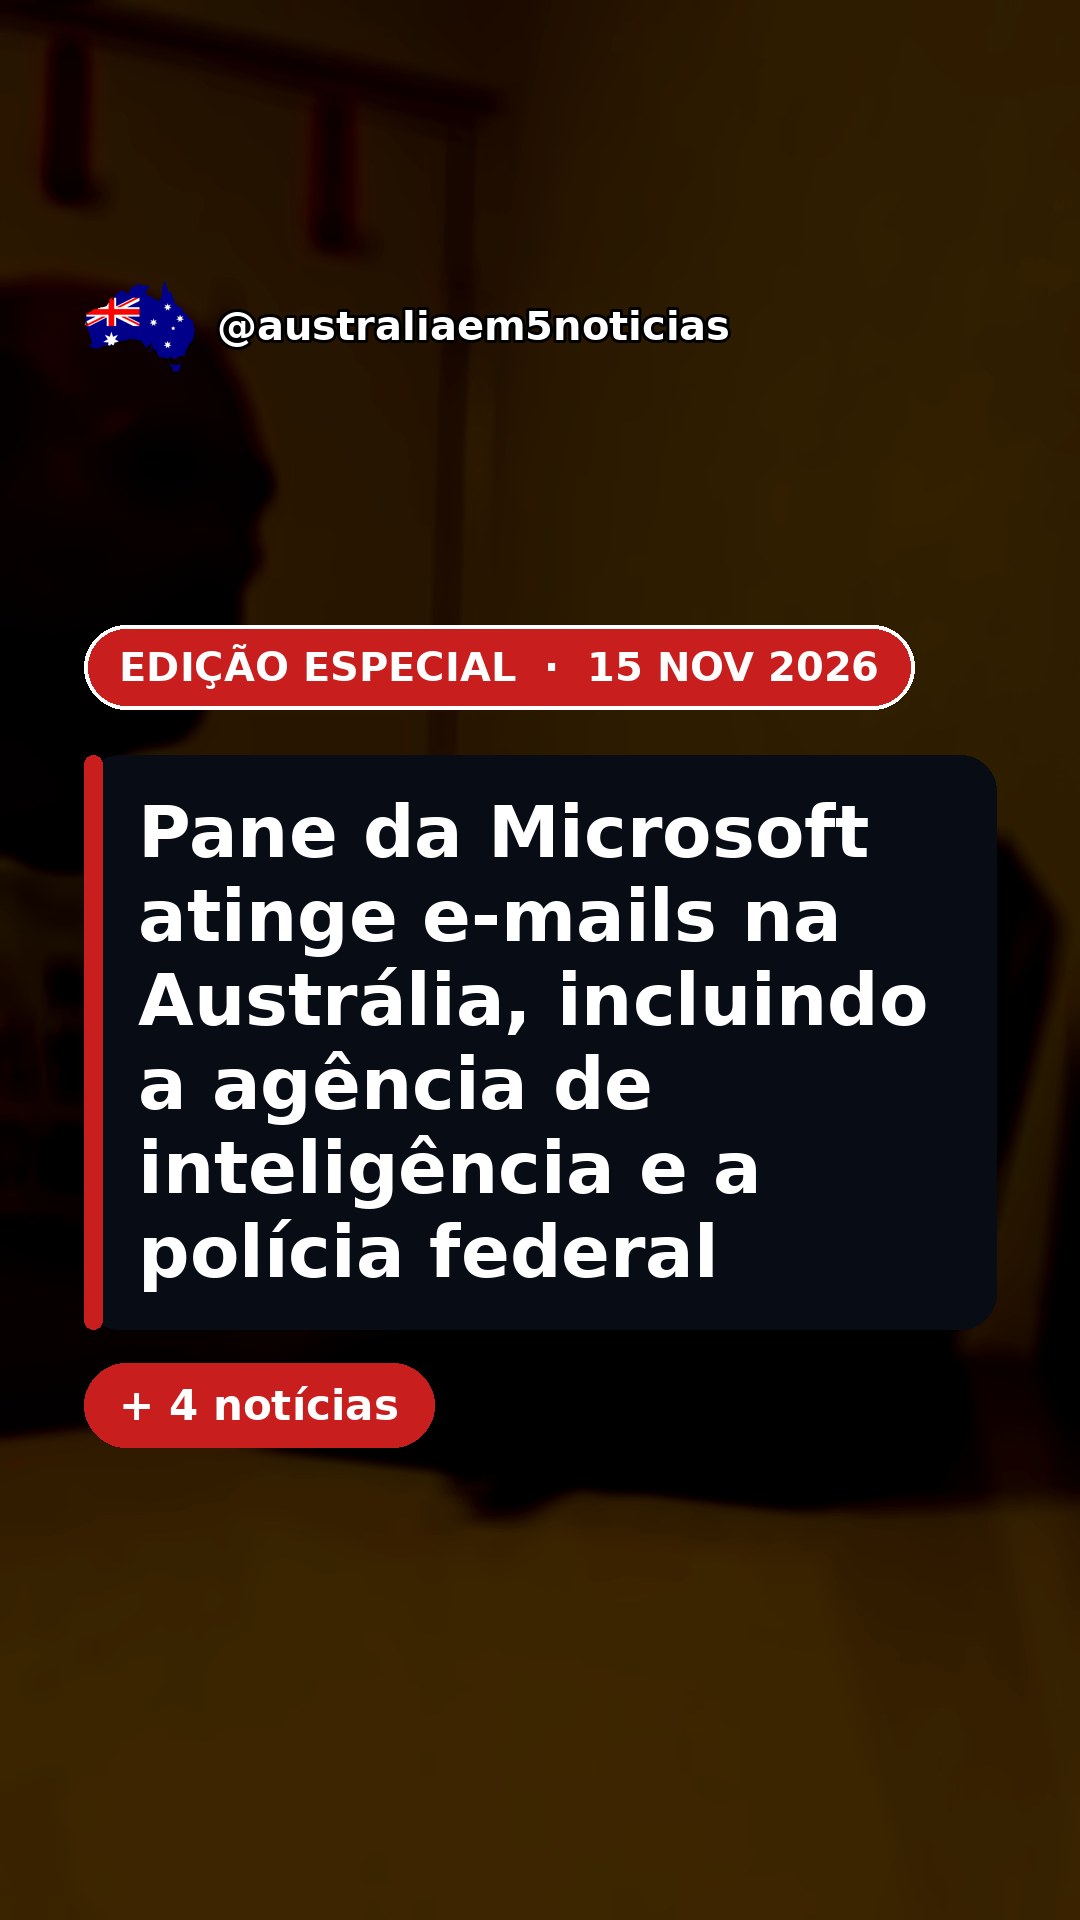 @australiaem5noticias
EDIÇÃO ESPECIAL · 15 NOV 2026
Pane da Microsoft
atinge e-mails na
Austrália, incluindo
a agência de
inteligência e a
polícia federal
+ 4 notícias